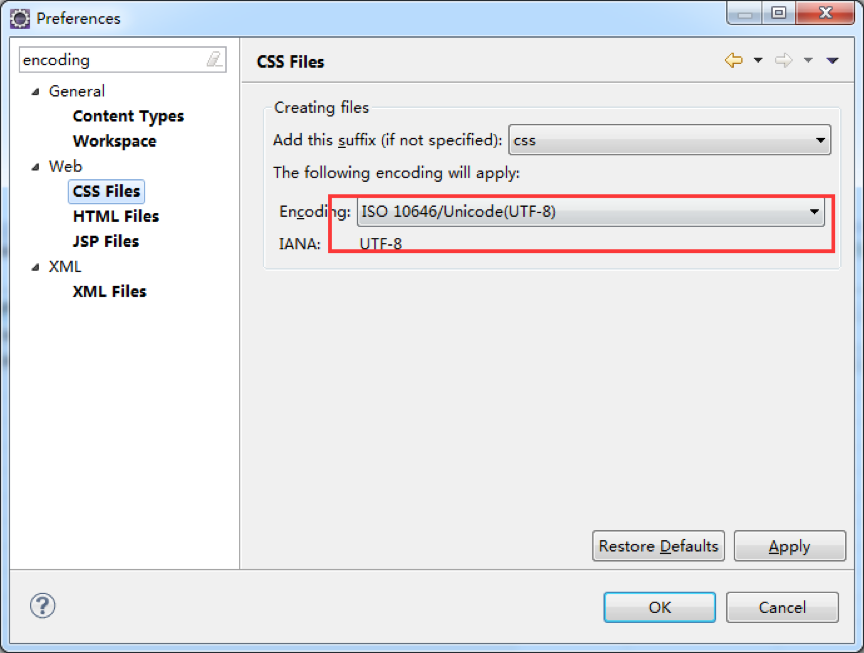 Preferences
encoding
General
Content Types
Workspace
Web
CSS Files
HTML Files
JSP Files
XML
XML Files
CSS Files
Creating files
Add this suffix (if not specified): css
The following encoding will apply:
Encoding: ISO 10646/Unicode(UTF-8)
IANA: UTF-8
Restore Defaults Apply
? OK Cancel